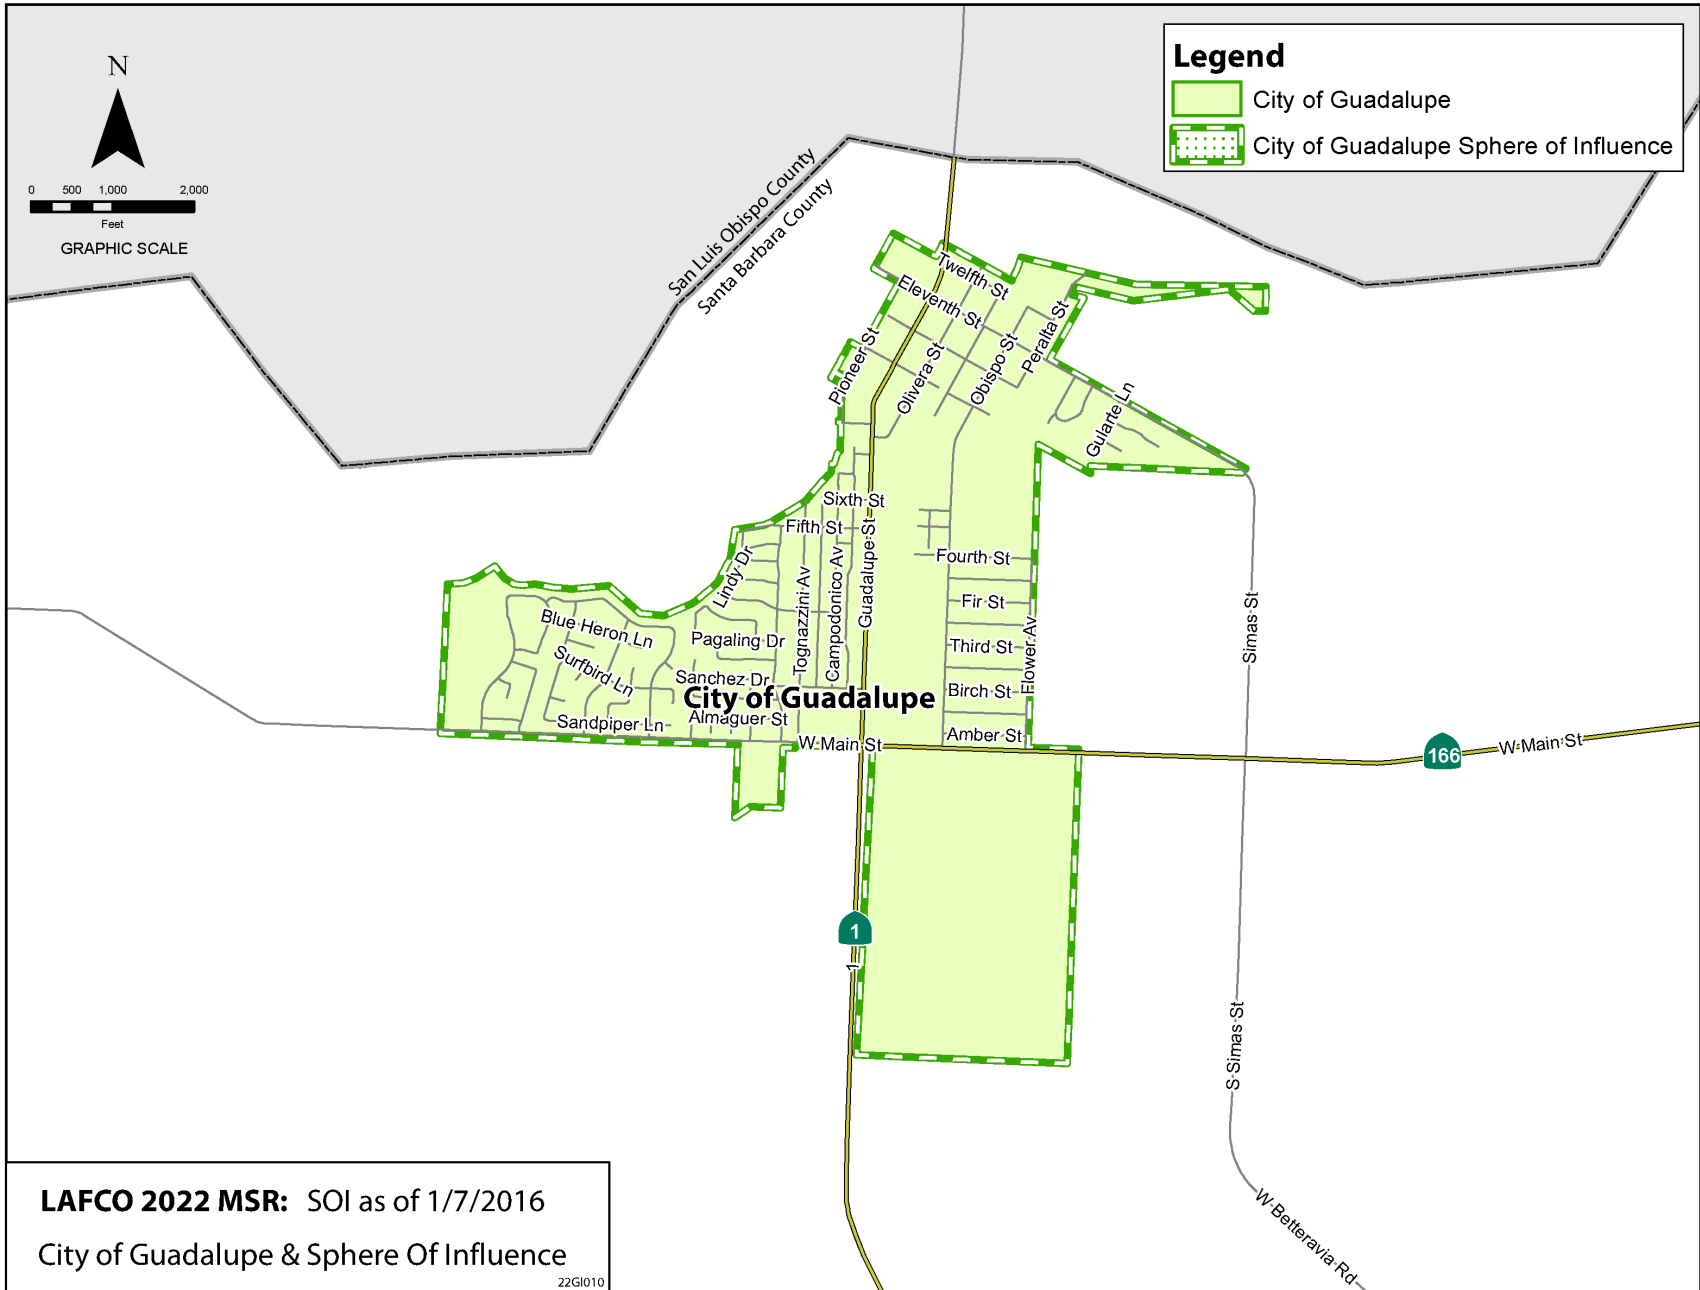 N
0 500 1,000 2,000
Feet
GRAPHIC SCALE
Legend
City of Guadalupe
City of Guadalupe Sphere of Influence
San Luis Obispo County
Santa Barbara County
Twelfth St
Eleventh St
Peralta St
Pioneer St
Olivera St
Obispo St
Gularte Ln
Sixth St
Fifth St
Guadalupe St
Fourth St
Lindy Dr
Tognazzini Av
Campodonico Av
Fir St
Simas St
Blue Heron Ln
Pagaling Dr
Third St
Flower Av
Surfbird Ln
Sanchez Dr
City of Guadalupe
Birch St
Sandpiper Ln
Almaguer St
Amber St
W Main St
166
W Main St
1
1
S Simas St
W Betteravia Rd
LAFCO 2022 MSR: SOI as of 1/7/2016
City of Guadalupe & Sphere Of Influence
22GI010